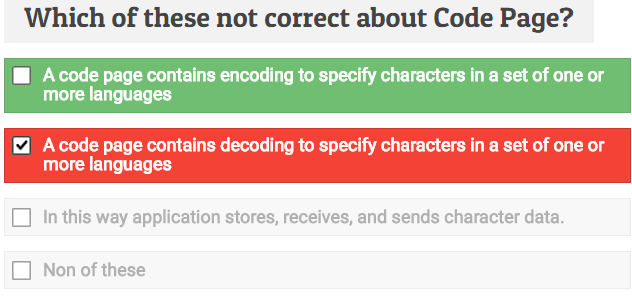 Which of these not correct about Code Page?
A code page contains encoding to specify characters in a set of one or
more languages
A code page contains decoding to specify characters in a set of one or
more languages
In this way application stores, receives, and sends character data.
Non of these